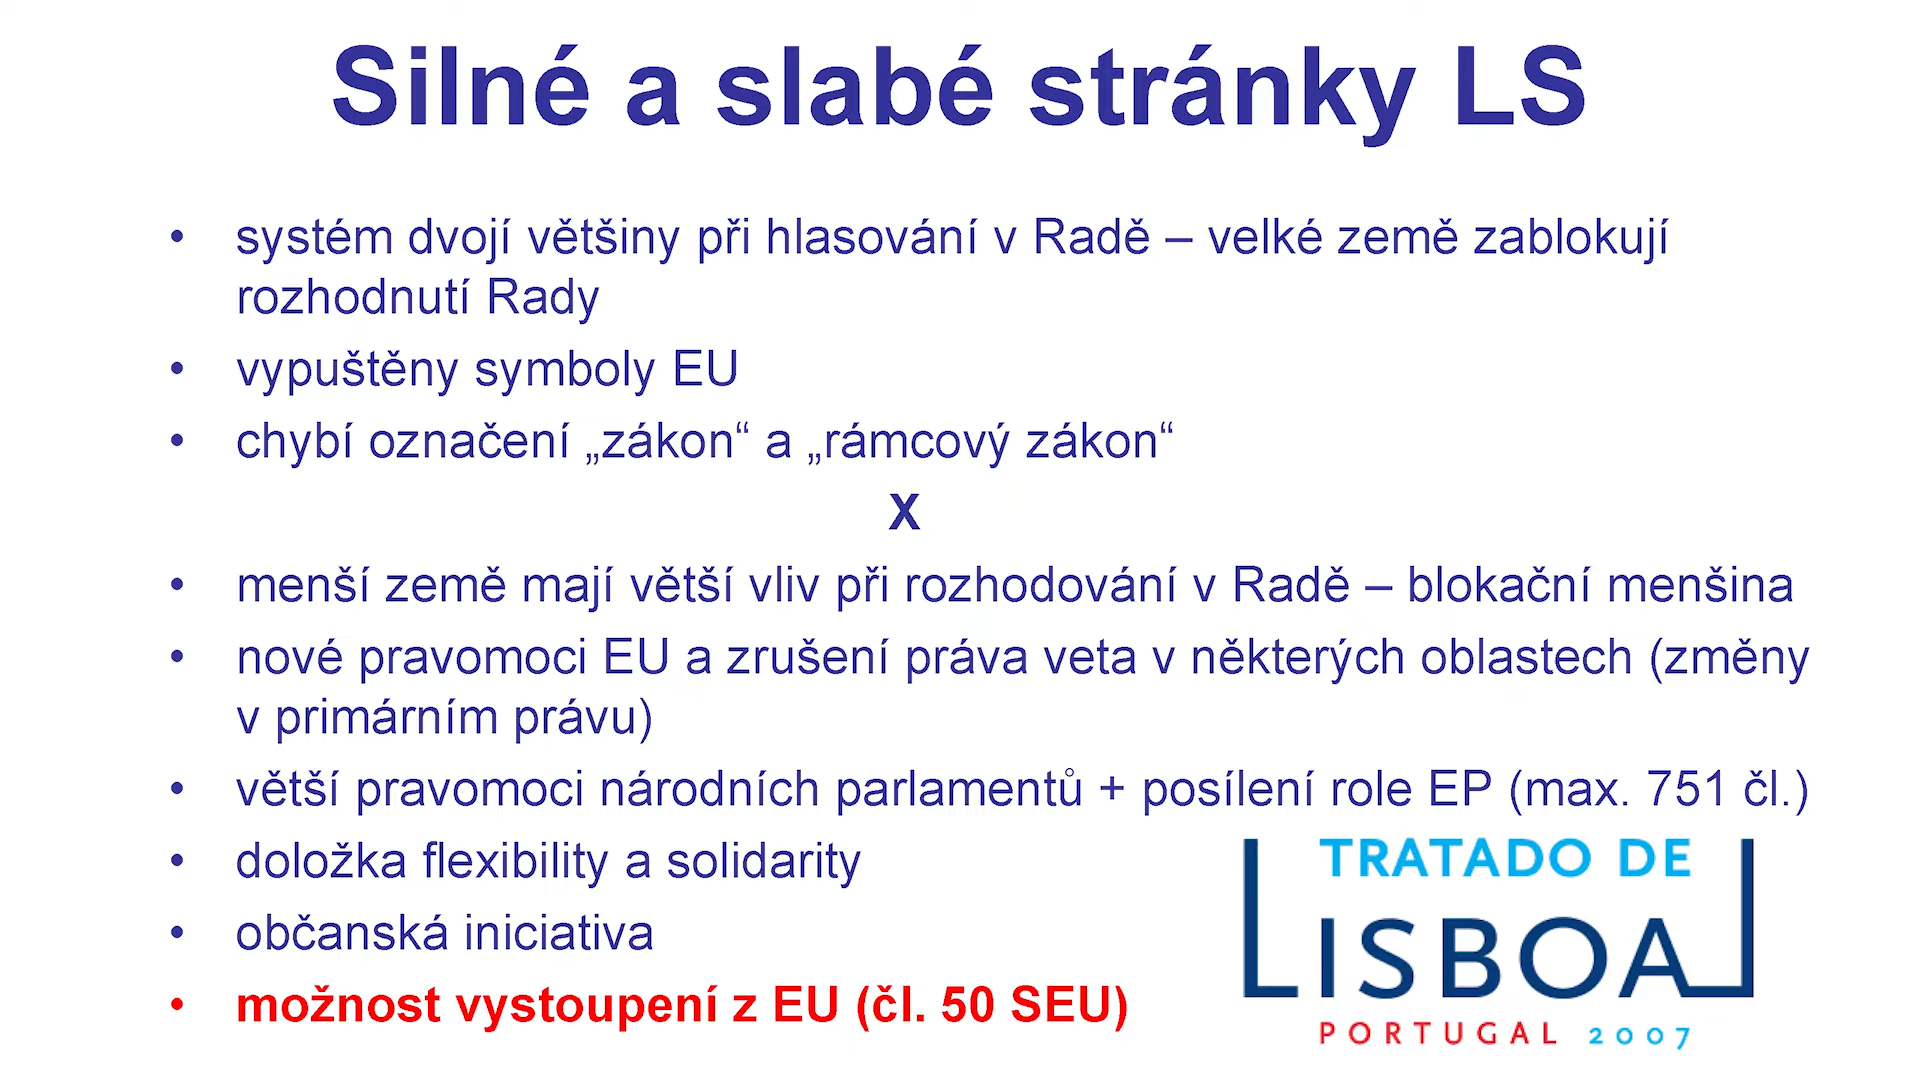 Silné a slabé stránky LS
• systém dvojí většiny při hlasování v Radě – velké země zablokují
rozhodnutí Rady
• vypuštěny symboly EU
• chybí označení „zákon“ a „rámcový zákon“
X
• menší země mají větší vliv při rozhodování v Radě – blokační menšina
• nové pravomoci EU a zrušení práva veta v některých oblastech (změny
v primárním právu)
• větší pravomoci národních parlamentů + posílení role EP (max. 751 čl.)
• doložka flexibility a solidarity
• občanská iniciativa
• možnost vystoupení z EU (čl. 50 SEU)
TRATADO DE
LISBOA
PORTUGAL 2007